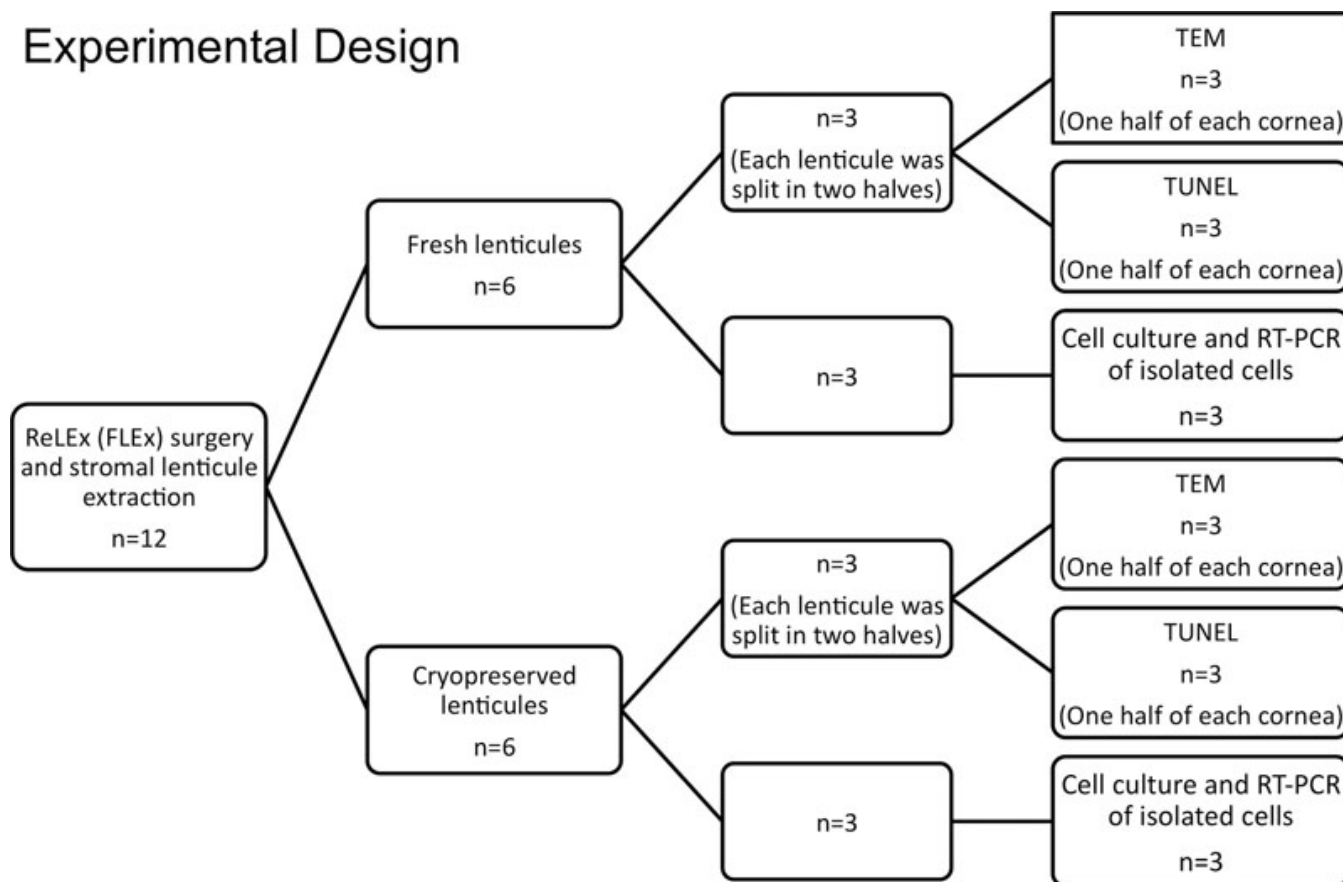 Experimental Design
ReLEx (FLEx) surgery
and stromal lenticule
extraction
n=12
Fresh lenticules
n=6
Cryopreserved
lenticules
n=6
n=3
(Each lenticule was
split in two halves)
n=3
n=3
(Each lenticule was
split in two halves)
n=3
TEM
n=3
(One half of each cornea)
TUNEL
n=3
(One half of each cornea)
Cell culture and RT-PCR
of isolated cells
n=3
TEM
n=3
(One half of each cornea)
TUNEL
n=3
(One half of each cornea)
Cell culture and RT-PCR
of isolated cells
n=3